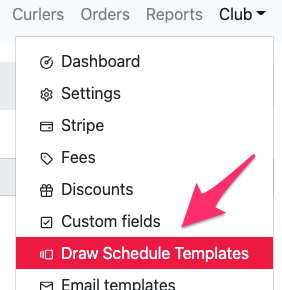 Curlers Orders Reports Club
Dashboard
Settings
Stripe
Fees
Discounts
Custom fields
Draw Schedule Templates
Email templates